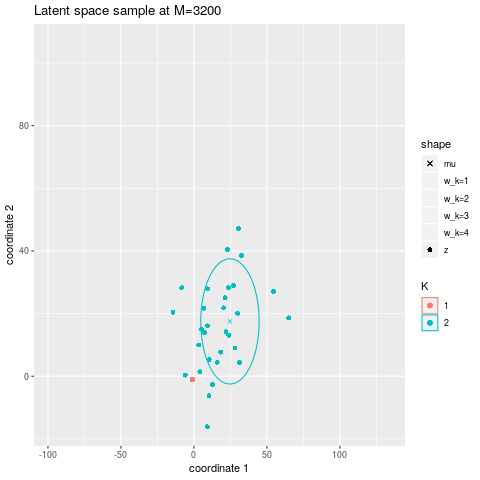 Latent space sample at M=3200
coordinate 2
80
40
0
-100
-50
0
50
100
coordinate 1
shape
mu
w_k=1
w_k=2
w_k=3
w_k=4
z
K
1
2